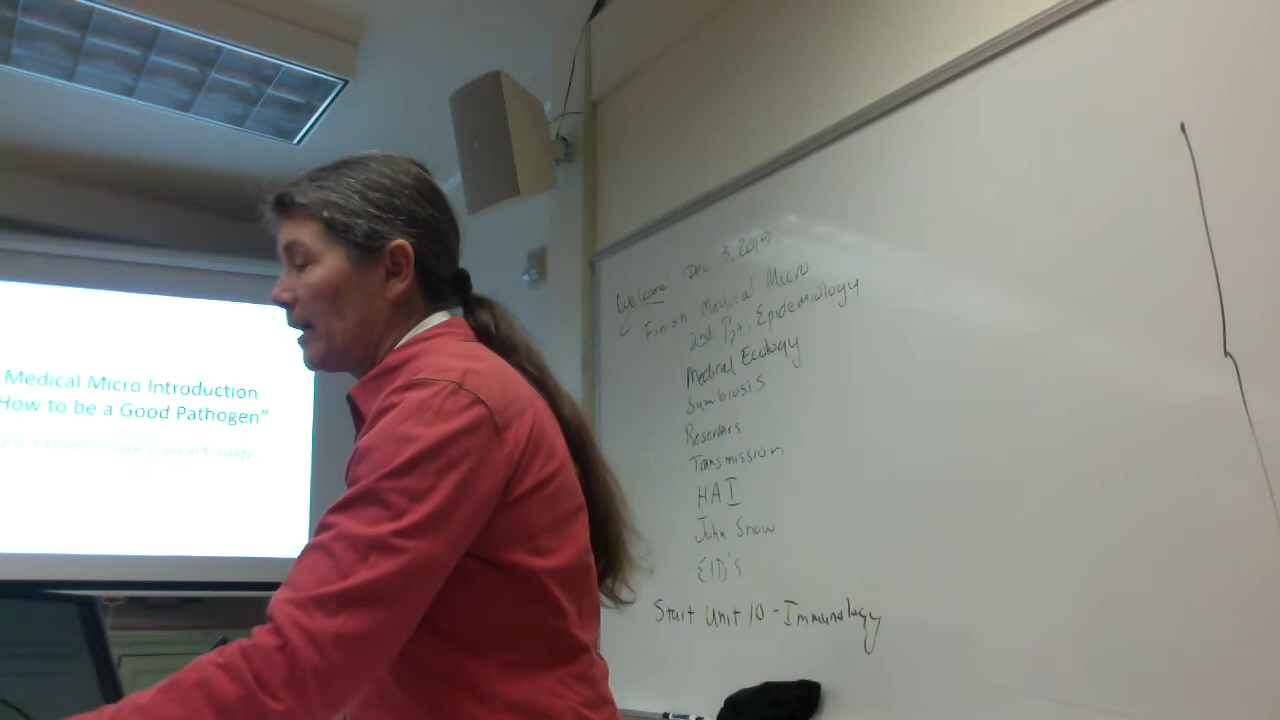 Medical Micro Introduction
"How to be a Good Pathogen"
Welcome! Dec 3, 2019
Finish Medical Micro
2nd Pt. Epidemiology
Medical Ecology
Symbiosis
Transmission
HAI
John Snow
EID's
Start Unit 10 - Immunology